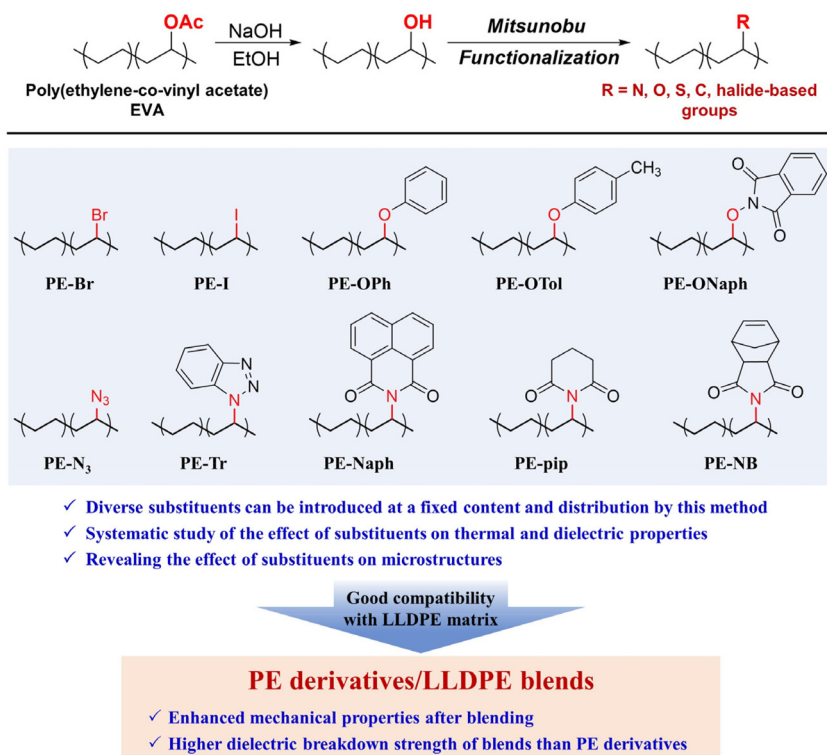 OAc
NaOH
EtOH
OH
Mitsunobu
Functionalization
R
Poly(ethylene-co-vinyl acetate)
EVA
R = N, O, S, C, halide-based
groups
Br
PE-Br
I
PE-I
O
PE-OPh
CH₃
O
PE-OTol
O
O
N
O
PE-ONaph
N₃
PE-N₃
N
N
N
PE-Tr
O
N
O
PE-Naph
O
N
O
PE-pip
O
N
O
PE-NB
✓ Diverse substituents can be introduced at a fixed content and distribution by this method
✓ Systematic study of the effect of substituents on thermal and dielectric properties
✓ Revealing the effect of substituents on microstructures
Good compatibility
with LLDPE matrix
PE derivatives/LLDPE blends
✓ Enhanced mechanical properties after blending
✓ Higher dielectric breakdown strength of blends than PE derivatives